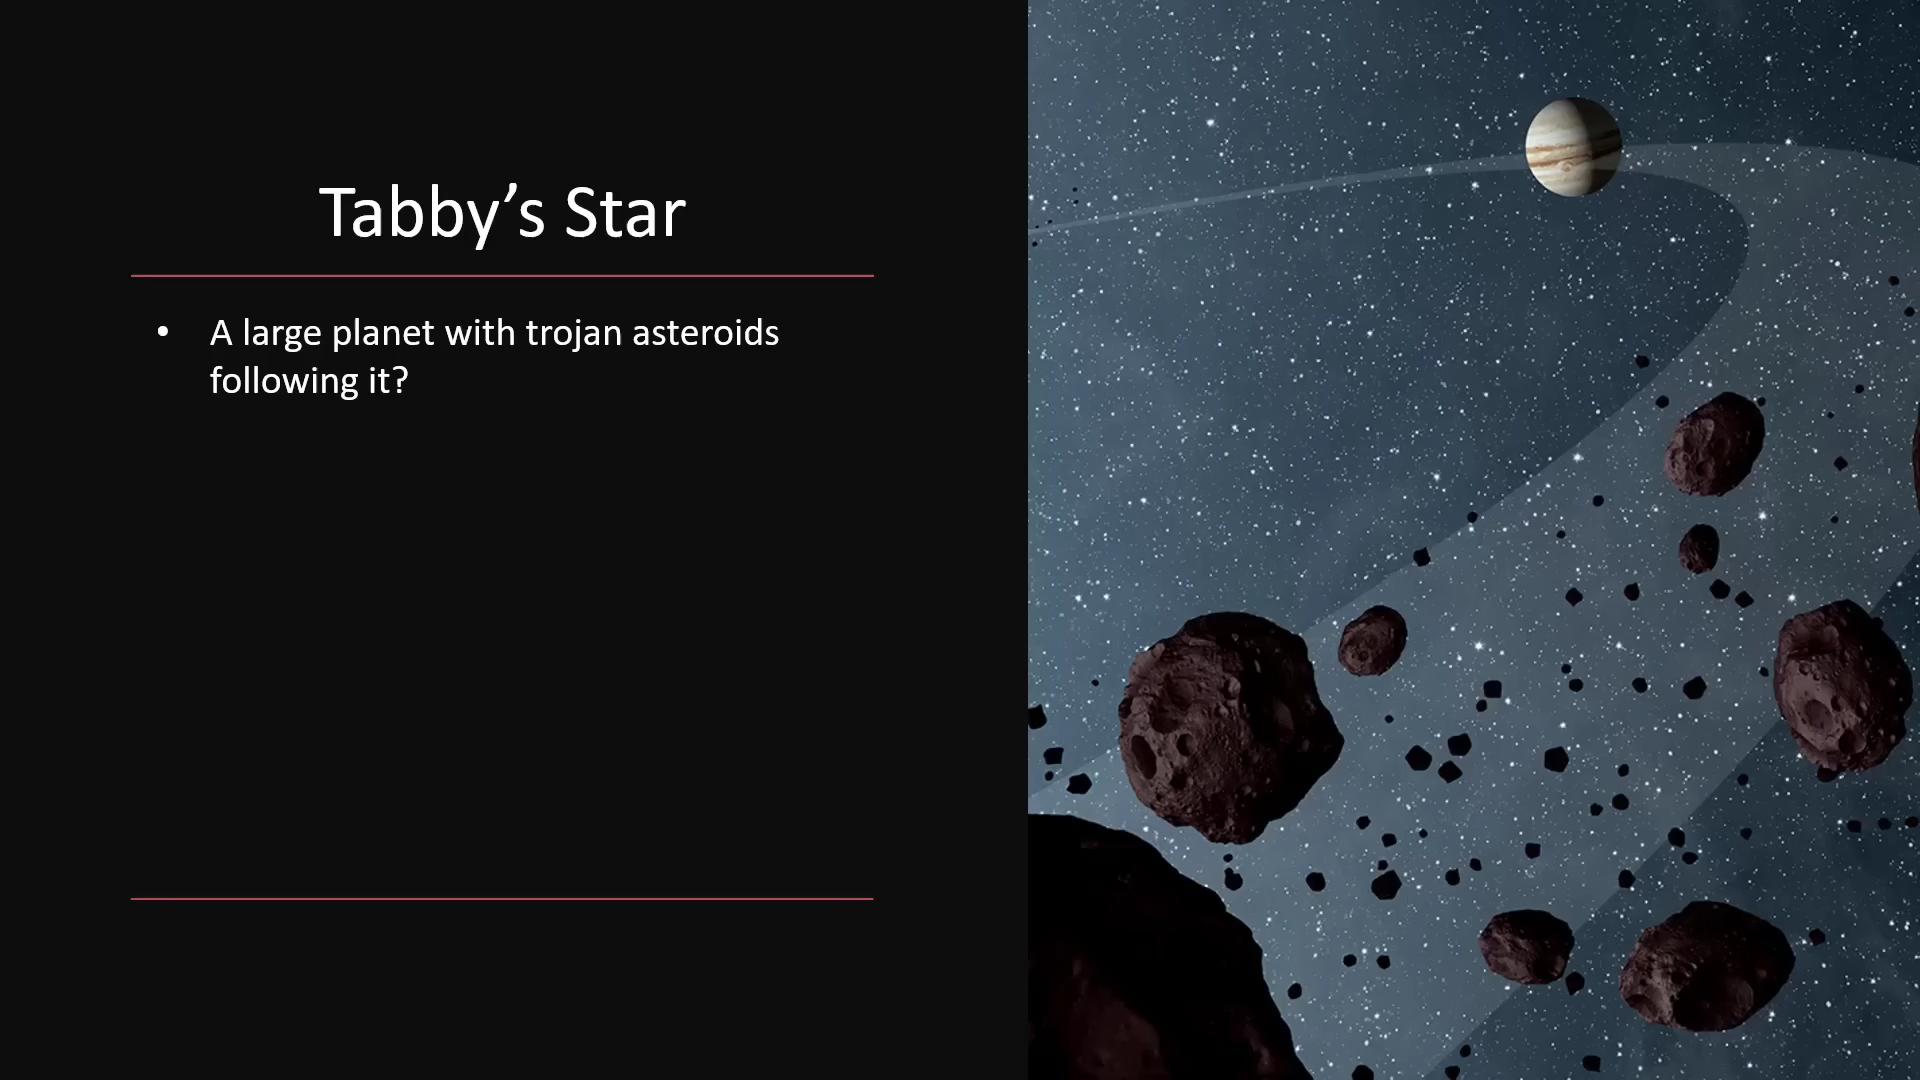 Tabby’s Star
• A large planet with trojan asteroids
following it?